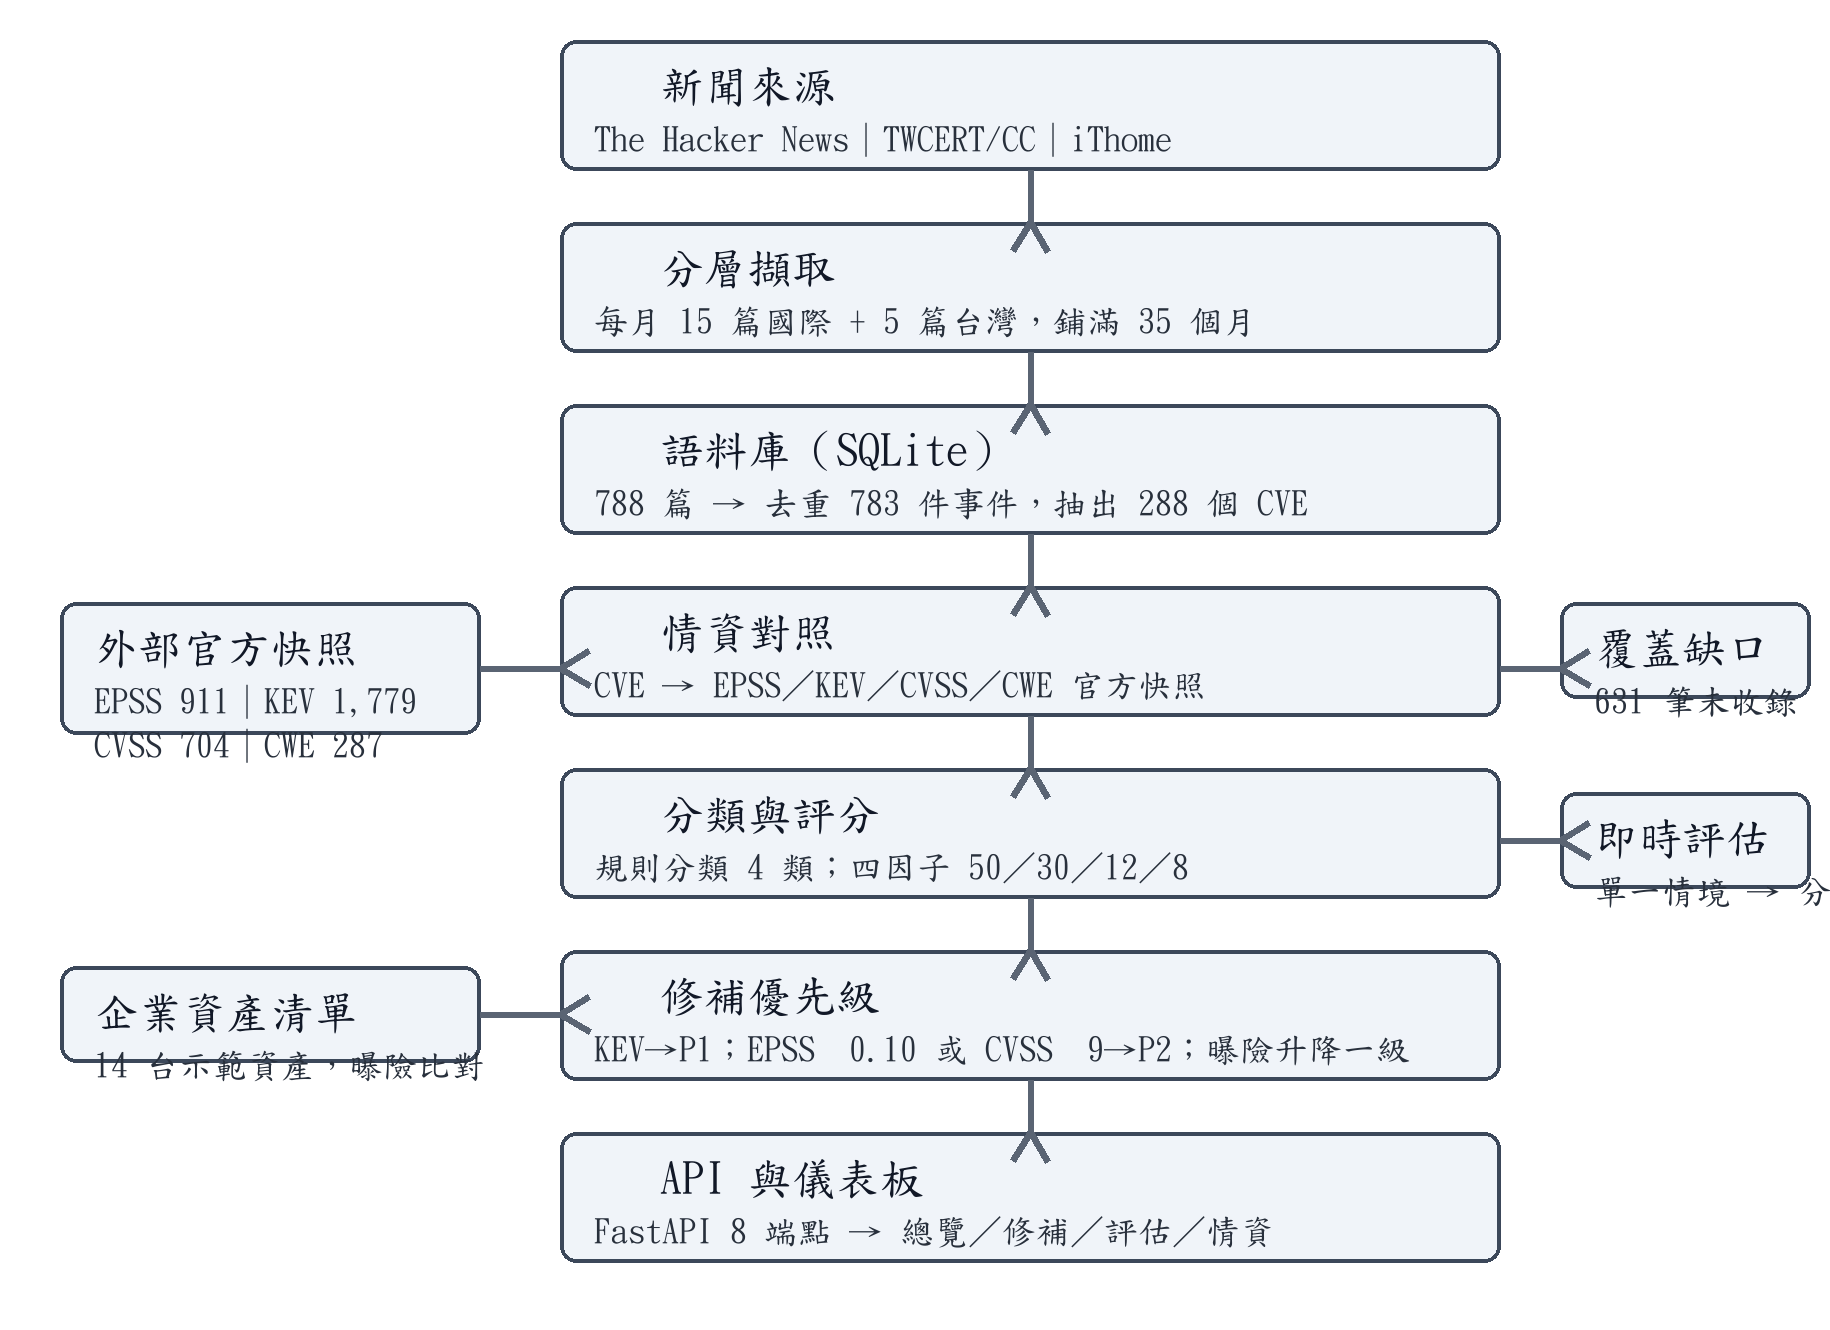 新聞來源
The Hacker News｜TWCERT/CC｜iThome
分層擷取
每月 15 篇國際 + 5 篇台灣，鋪滿 35 個月
語料庫（SQLite）
788 篇 → 去重 783 件事件，抽出 288 個 CVE
外部官方快照
EPSS 911｜KEV 1,779
CVSS 704｜CWE 287
情資對照
CVE → EPSS／KEV／CVSS／CWE 官方快照
覆蓋缺口
631 筆未收錄
分類與評分
規則分類 4 類；四因子 50／30／12／8
即時評估
單一情境 → 分
企業資產清單
14 台示範資產，曝險比對
修補優先級
KEV→P1；EPSS 0.10 或 CVSS 9→P2；曝險升降一級
API 與儀表板
FastAPI 8 端點 → 總覽／修補／評估／情資